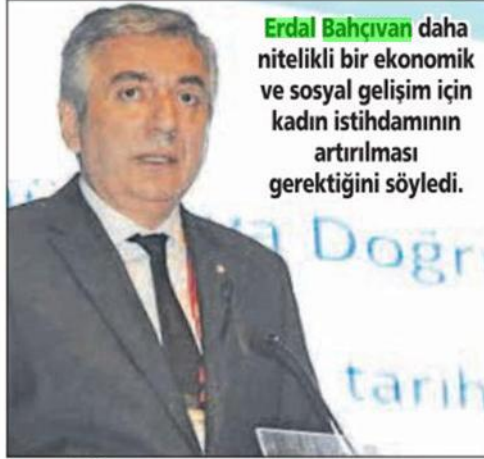 Erdal Bahçıvan daha
nitelikli bir ekonomik
ve sosyal gelişim için
kadın istihdamının
artırılması
gerektiğini söyledi.
Doğr
tarih